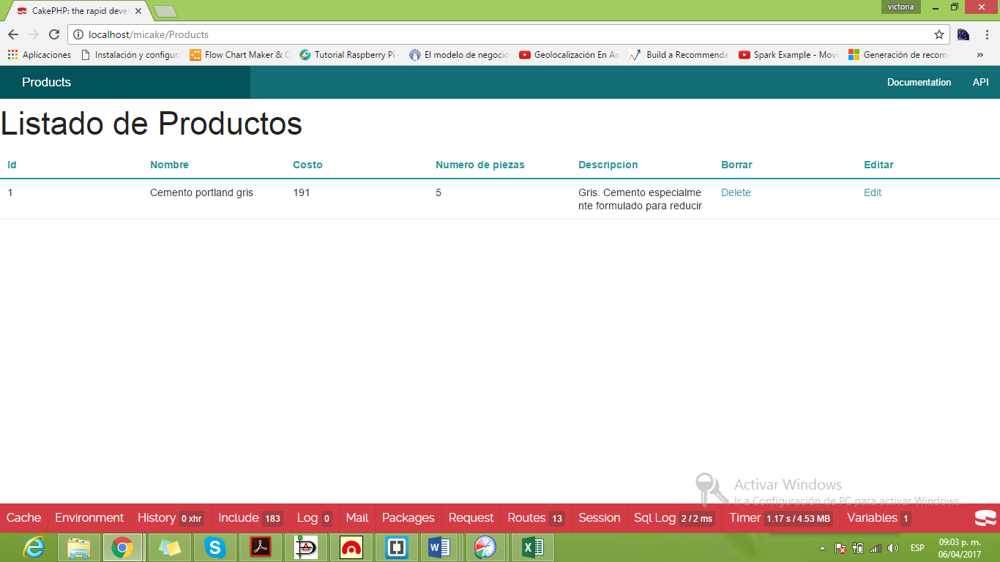 CakePHP: the rapid deve
victoria
localhost/micake/Products
Aplicaciones
Instalación y configura
Flow Chart Maker & C
Tutorial Raspberry Pi -
El modelo de negocio
Geolocalización En An
Build a Recommenda
Spark Example - Movi
Generación de recom
Products
Documentation
API
Listado de Productos
Id Nombre Costo Numero de piezas Descripcion Borrar Editar
1 Cemento portland gris 191 5 Gris. Cemento especialme Delete Edit
nte formulado para reducir
Activar Windows
Ir a Configuración de PC para activar Windows.
Cache Environment History 0 xhr Include 183 Log 0 Mail Packages Request Routes 13 Session Sql Log 2 / 2 ms Timer 1.17 s / 4.53 MB Variables 1
ESP
09:03 p. m.
06/04/2017